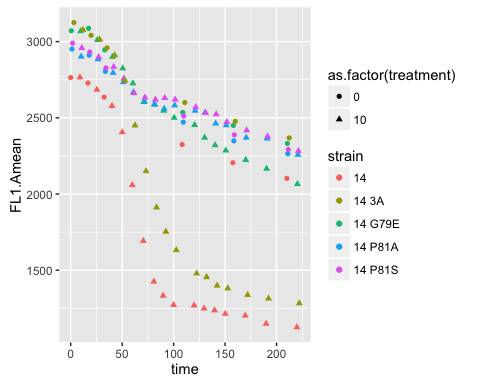 3000
2500
2000
1500
FL1.Amean
0
50
100
150
200
time
as.factor(treatment)
0
10
strain
14
14 3A
14 G79E
14 P81A
14 P81S